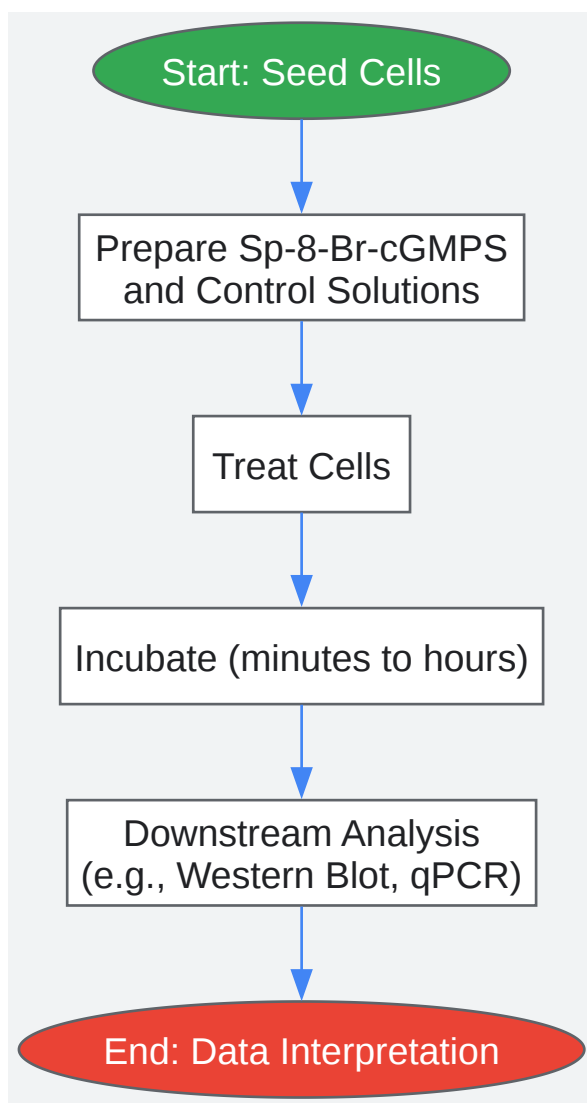 Start: Seed Cells
Prepare Sp-8-Br-cGMPS
and Control Solutions
Treat Cells
Incubate (minutes to hours)
Downstream Analysis
(e.g., Western Blot, qPCR)
End: Data Interpretation